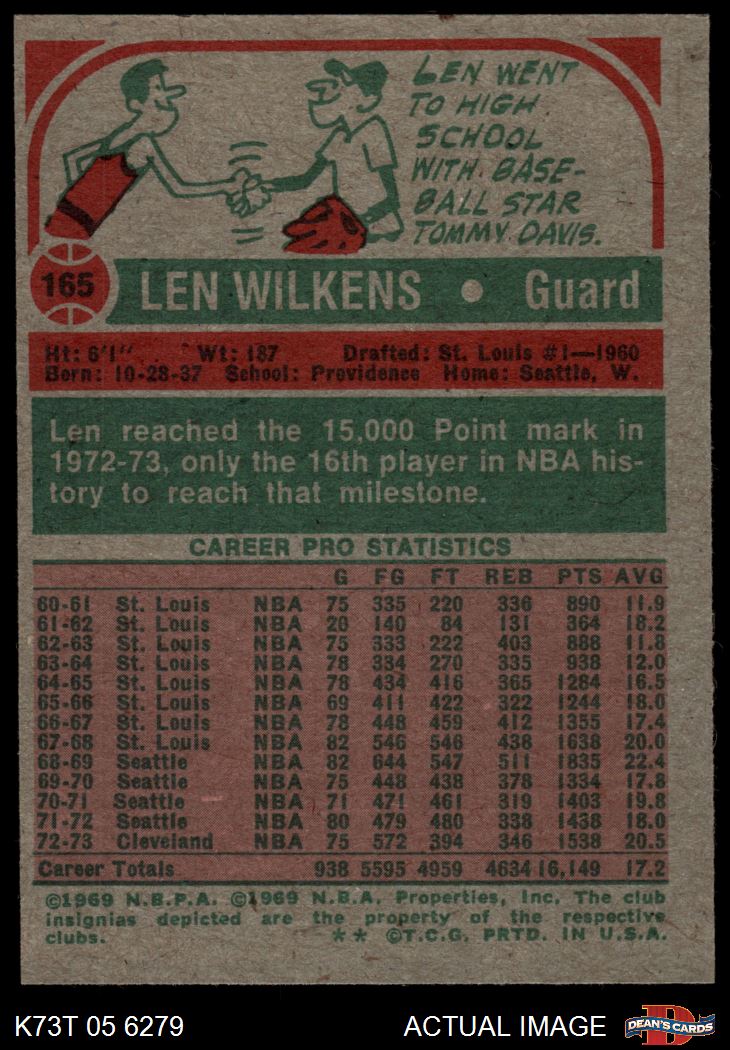 LEN WENT
TO HIGH
SCHOOL
WITH BASE-
BALL STAR
TOMMY DAVIS.
165 LEN WILKENS • Guard
Ht: 6'1" Wt: 187 Drafted: St. Louis #1—1960
Born: 10-28-37 School: Providence Home: Seattle, W.
Len reached the 15,000 Point mark in
1972-73, only the 16th player in NBA his-
tory to reach that milestone.
CAREER PRO STATISTICS
G FG FT REB PTS AVG
60-61 St. Louis NBA 75 335 220 336 890 11.9
61-62 St. Louis NBA 20 140 84 131 364 18.2
62-63 St. Louis NBA 75 333 222 403 888 11.8
63-64 St. Louis NBA 78 334 270 335 938 12.0
64-65 St. Louis NBA 78 434 416 365 1284 16.5
65-66 St. Louis NBA 69 411 422 322 1244 18.0
66-67 St. Louis NBA 78 448 459 412 1355 17.4
67-68 St. Louis NBA 82 546 546 438 1638 20.0
68-69 Seattle NBA 82 644 547 511 1835 22.4
69-70 Seattle NBA 75 448 438 378 1334 17.8
70-71 Seattle NBA 71 471 461 319 1403 19.8
71-72 Seattle NBA 80 479 480 338 1438 18.0
72-73 Cleveland NBA 75 572 394 346 1538 20.5
Career Totals 938 5595 4959 4634 16,149 17.2
©1969 N.B.P.A. ©1969 N.B.A. Properties, Inc. The club
insignias depicted are the property of the respective
clubs. ** ©T.C.G. PRTD. IN U.S.A.
K73T 05 6279 ACTUAL IMAGE D DEAN'S CARDS